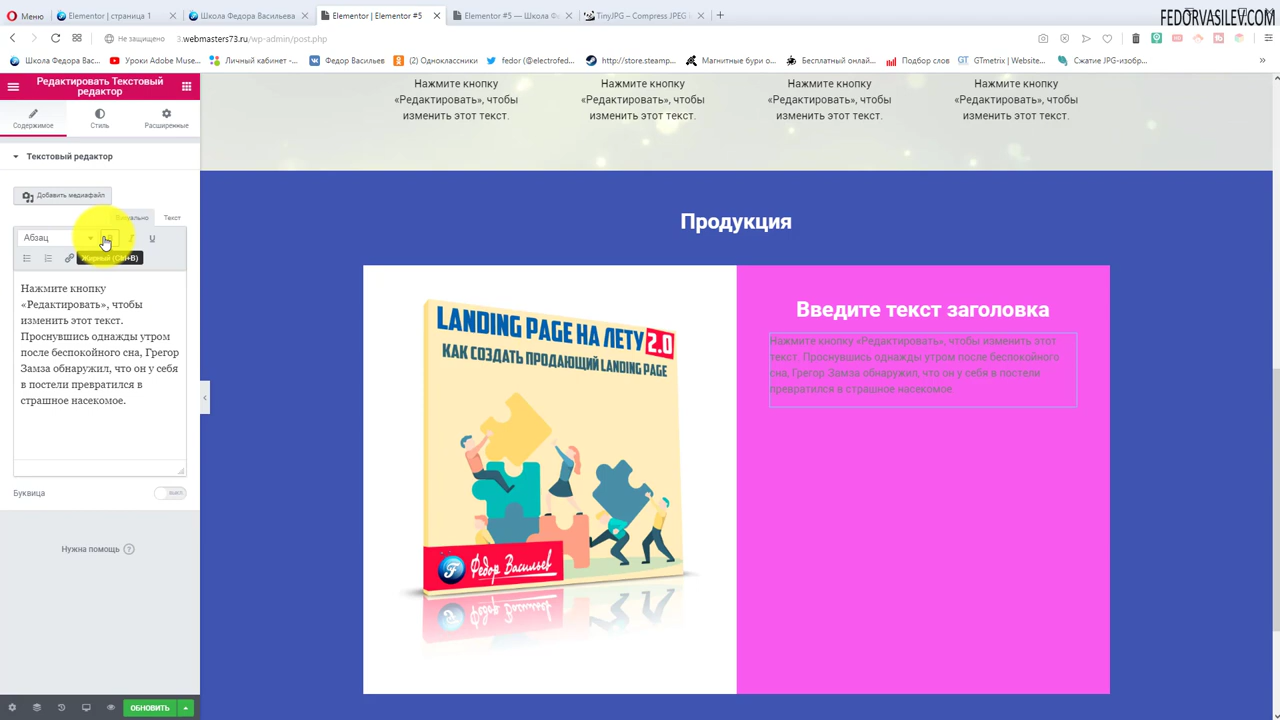 FEDORVASILEV.COM
Меню
Elementor | страница 1
Школа Федора Васильева
Elementor | Elementor #5
Elementor #5 — Школа Ф
TinyJPG – Compress JPEG
Не защищено
3.webmasters73.ru/wp-admin/post.php
Школа Федора Васи...
Уроки Adobe Muse...
Личный кабинет -...
Федор Васильев
(2) Одноклассники
fedor (@electrofed...
http://store.steamp...
Магнитные бури о...
Бесплатный онлай...
Подбор слов
GTmetrix | Website...
Сжатие JPG-изобр...
Редактировать Текстовый
редактор
Содержимое
Стиль
Расширенные
Текстовый редактор
Добавить медиафайл
Визуально
Текст
Абзац
Жирный (Ctrl+B)
Нажмите кнопку
«Редактировать», чтобы
изменить этот текст.
Проснувшись однажды утром
после беспокойного сна, Грегор
Замза обнаружил, что он у себя
в постели превратился в
страшное насекомое.
Буквица
Нужна помощь
ОБНОВИТЬ
Нажмите кнопку
«Редактировать», чтобы
изменить этот текст.
Нажмите кнопку
«Редактировать», чтобы
изменить этот текст.
Нажмите кнопку
«Редактировать», чтобы
изменить этот текст.
Нажмите кнопку
«Редактировать», чтобы
изменить этот текст.
Продукция
LANDING PAGE НА ЛЕТУ 2.0
КАК СОЗДАТЬ ПРОДАЮЩИЙ LANDING PAGE
Федор Васильев
Введите текст заголовка
Нажмите кнопку «Редактировать», чтобы изменить этот
текст. Проснувшись однажды утром после беспокойного
сна, Грегор Замза обнаружил, что он у себя в постели
превратился в страшное насекомое